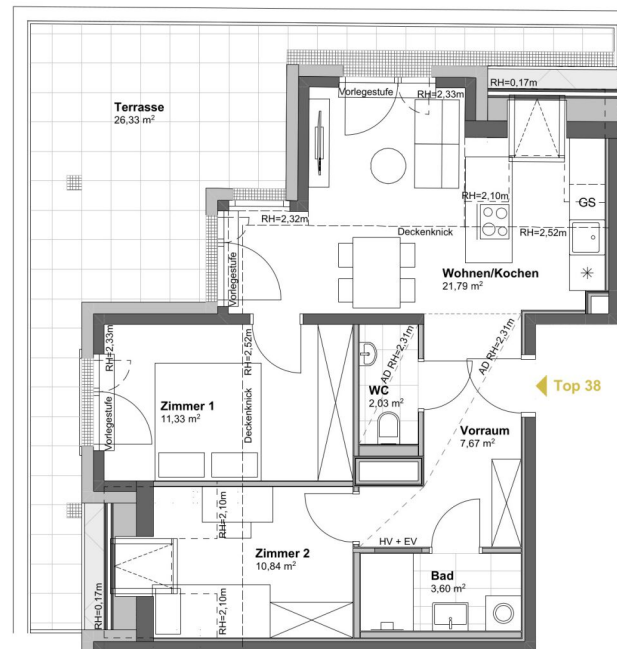 RH=0,17m
Vorlegestufe
RH=2,33m
Terrasse
26,33 m²
RH=2,10m
GS
RH=2,32m
Deckenknick
RH=2,52m
Wohnen/Kochen
21,79 m²
Vorlegestufe
RH=2,33m
RH=2,52m
AD RH=2,31m
AD RH=2,31m
Vorlegestufe
Zimmer 1
11,33 m²
Deckenknick
WC
2,03 m²
Top 38
Vorraum
7,67 m²
RH=2,10m
HV + EV
Zimmer 2
10,84 m²
Bad
3,60 m²
RH=0,17m
RH=2,10m